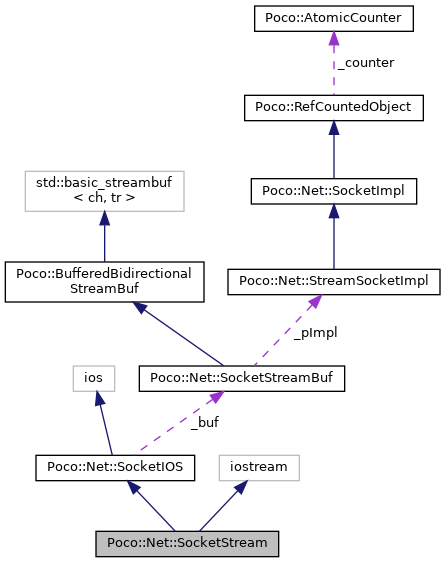 Poco::AtomicCounter
_counter
Poco::RefCountedObject
std::basic_streambuf
< ch, tr >
Poco::Net::SocketImpl
Poco::BufferedBidirectional
StreamBuf
Poco::Net::StreamSocketImpl
_pImpl
ios
Poco::Net::SocketStreamBuf
_buf
Poco::Net::SocketIOS
iostream
Poco::Net::SocketStream